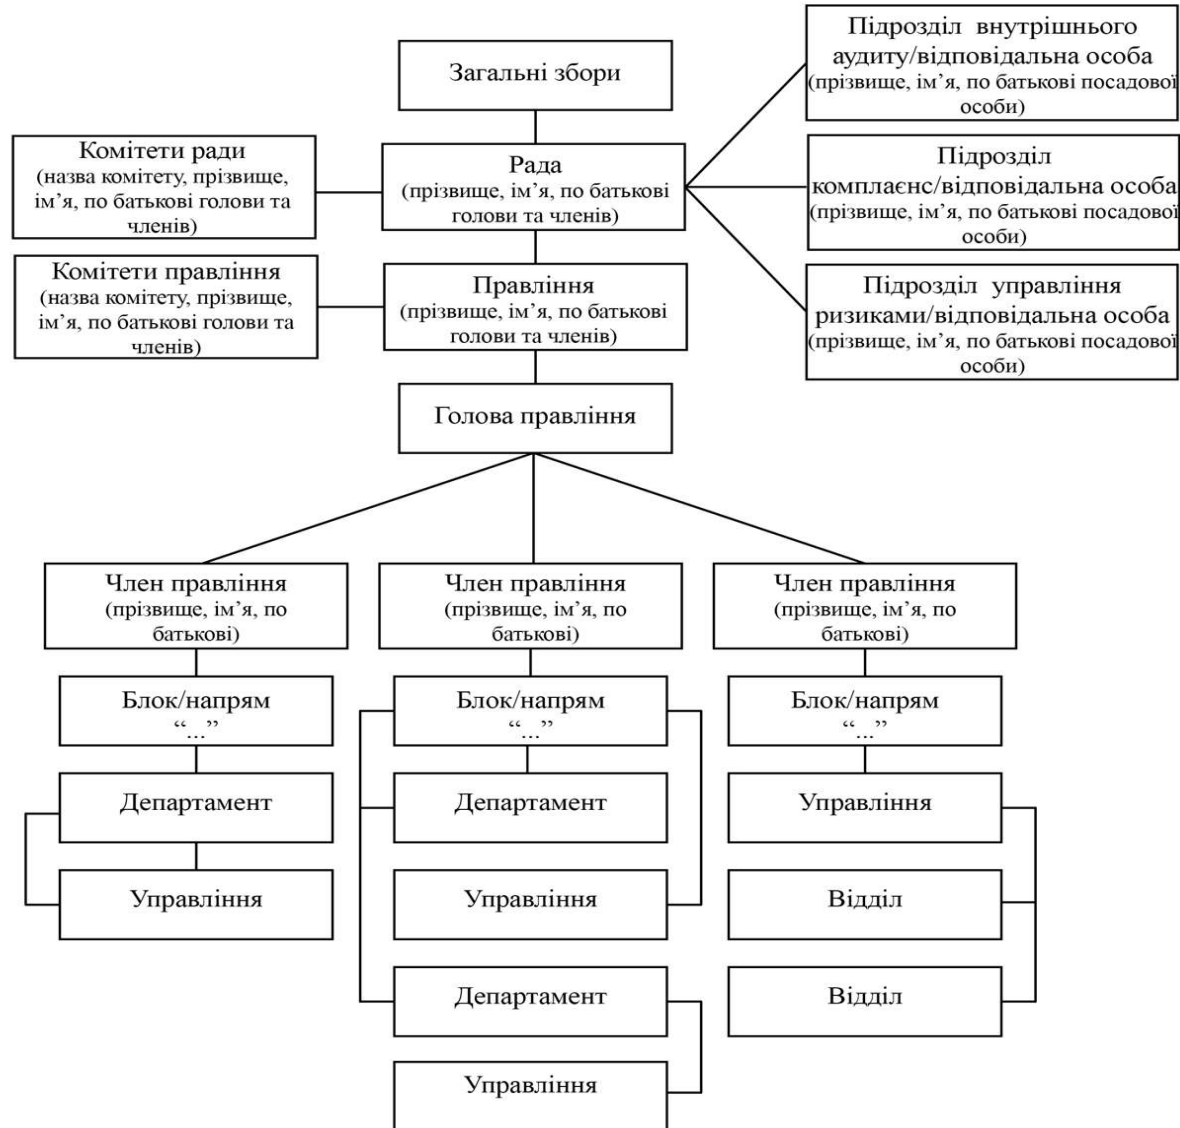 Загальні збори
Підрозділ внутрішнього
аудиту/відповідальна особа
(прізвище, ім’я, по батькові посадової
особи)
Комітети ради
(назва комітету, прізвище,
ім’я, по батькові голови та
членів)
Рада
(прізвище, ім’я, по батькові
голови та членів)
Підрозділ
комплаєнс/відповідальна особа
(прізвище, ім’я, по батькові посадової
особи)
Комітети правління
(назва комітету, прізвище,
ім’я, по батькові голови та
членів)
Правління
(прізвище, ім’я, по батькові
голови та членів)
Підрозділ управління
ризиками/відповідальна особа
(прізвище, ім’я, по батькові посадової
особи)
Голова правління
Член правління
(прізвище, ім’я, по
батькові)
Член правління
(прізвище, ім’я, по
батькові)
Член правління
(прізвище, ім’я, по
батькові)
Блок/напрям
“...”
Блок/напрям
“...”
Блок/напрям
“...”
Департамент
Департамент
Управління
Управління
Управління
Відділ
Департамент
Відділ
Управління